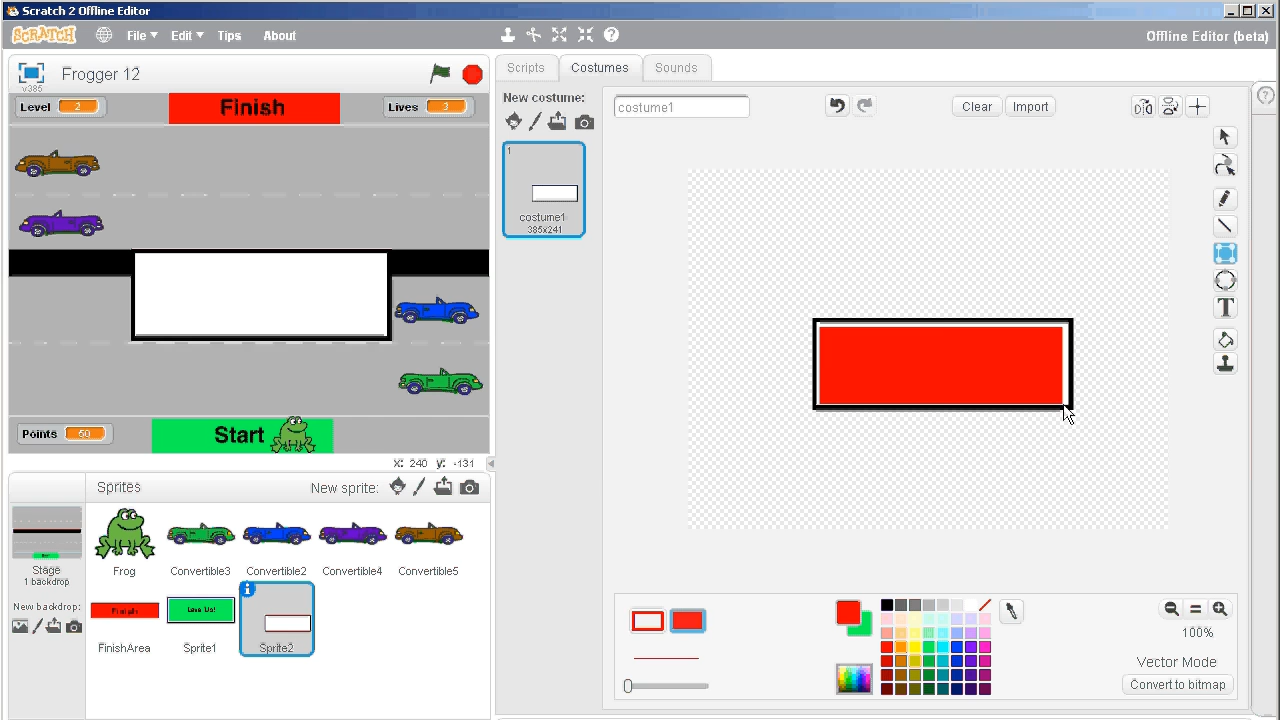 Scratch 2 Offline Editor
SCRATCH File Edit Tips About Offline Editor (beta)
v385 Frogger 12
Scripts Costumes Sounds
Level 2 Finish Lives 3
New costume:
costume1 Clear Import
1
costume1
385x241
Points 50 Start
x: 240 y: -131
Sprites New sprite:
Stage
1 backdrop
Frog Convertible3 Convertible2 Convertible4 Convertible5
New backdrop:
Finish Level Up!
FinishArea Sprite1 Sprite2
T
100%
Vector Mode
Convert to bitmap